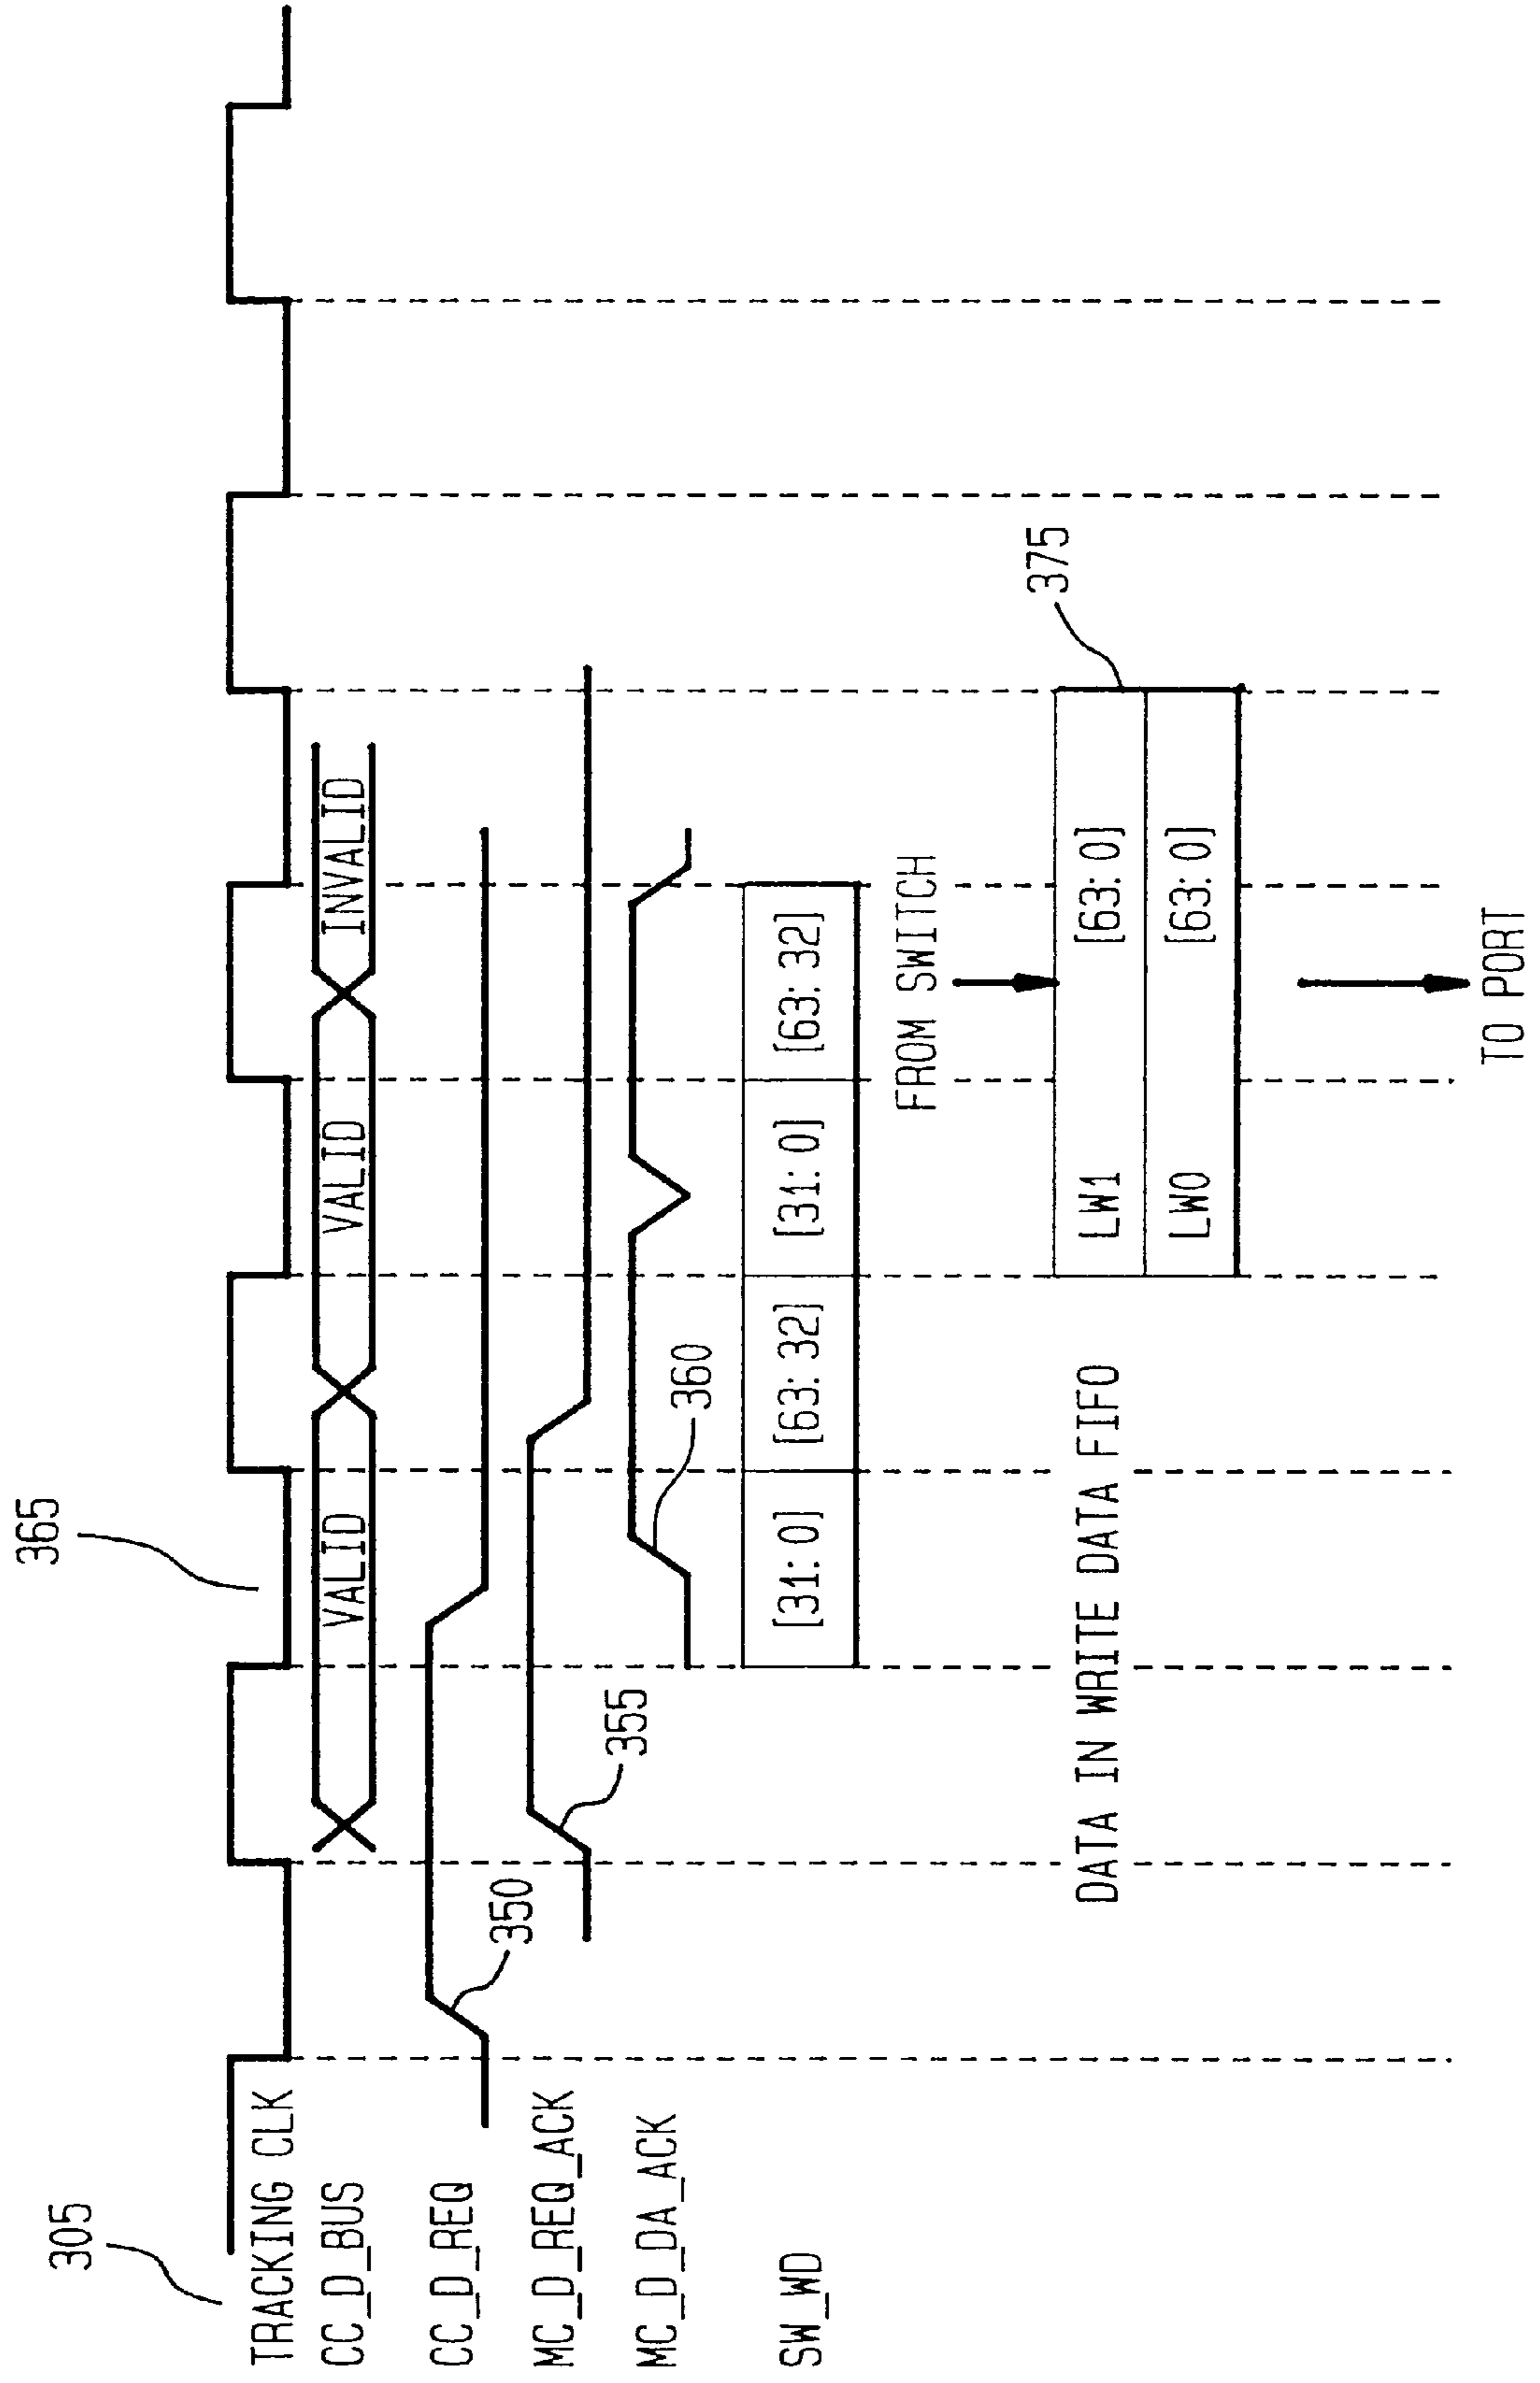 365
305
TRACKING CLK
CC_D_BUS
VALID
VALID
INVALID
CC_D_REQ
350
MC_D_REQ_ACK
355
MC_D_DA_ACK
360
SW_WD
[31: 0]
[63: 32]
[31: 0]
[63: 32]
FROM SWITCH
375
DATA IN WRITE DATA FIFO
LW1
[63: 0]
LW0
[63: 0]
TO PORT